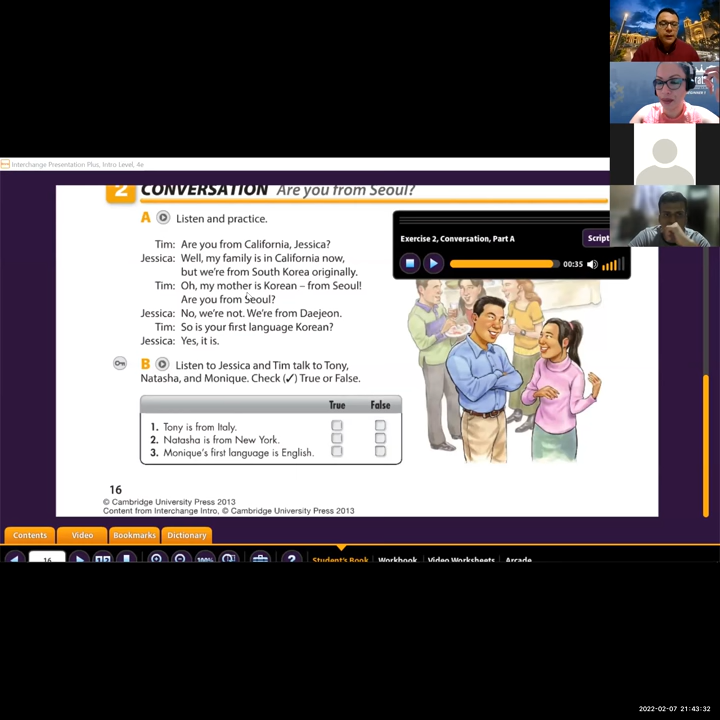 Interchange Presentation Plus, Intro Level, 4e
2 CONVERSATION Are you from Seoul?
A Listen and practice.
Tim: Are you from California, Jessica?
Jessica: Well, my family is in California now,
but we're from South Korea originally.
Tim: Oh, my mother is Korean – from Seoul!
Are you from Seoul?
Jessica: No, we're not. We're from Daejeon.
Tim: So is your first language Korean?
Jessica: Yes, it is.
Exercise 2, Conversation, Part A
Script
00:35
B Listen to Jessica and Tim talk to Tony,
Natasha, and Monique. Check (✓) True or False.
True False
1. Tony is from Italy.
2. Natasha is from New York.
3. Monique's first language is English.
16
© Cambridge University Press 2013
Content from Interchange Intro, © Cambridge University Press 2013
Contents Video Bookmarks Dictionary
16 100% ? Student's Book Workbook Video Worksheets Arcade
2022-02-07 21:43:32